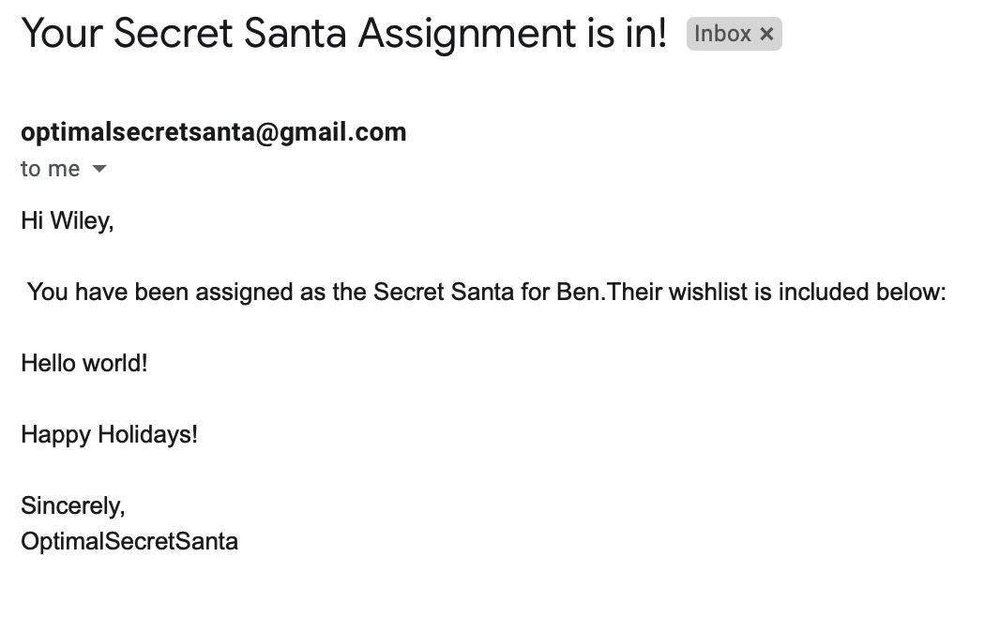 Your Secret Santa Assignment is in! Inbox ×
optimalsecretsanta@gmail.com
to me
Hi Wiley,
You have been assigned as the Secret Santa for Ben.Their wishlist is included below:
Hello world!
Happy Holidays!
Sincerely,
OptimalSecretSanta